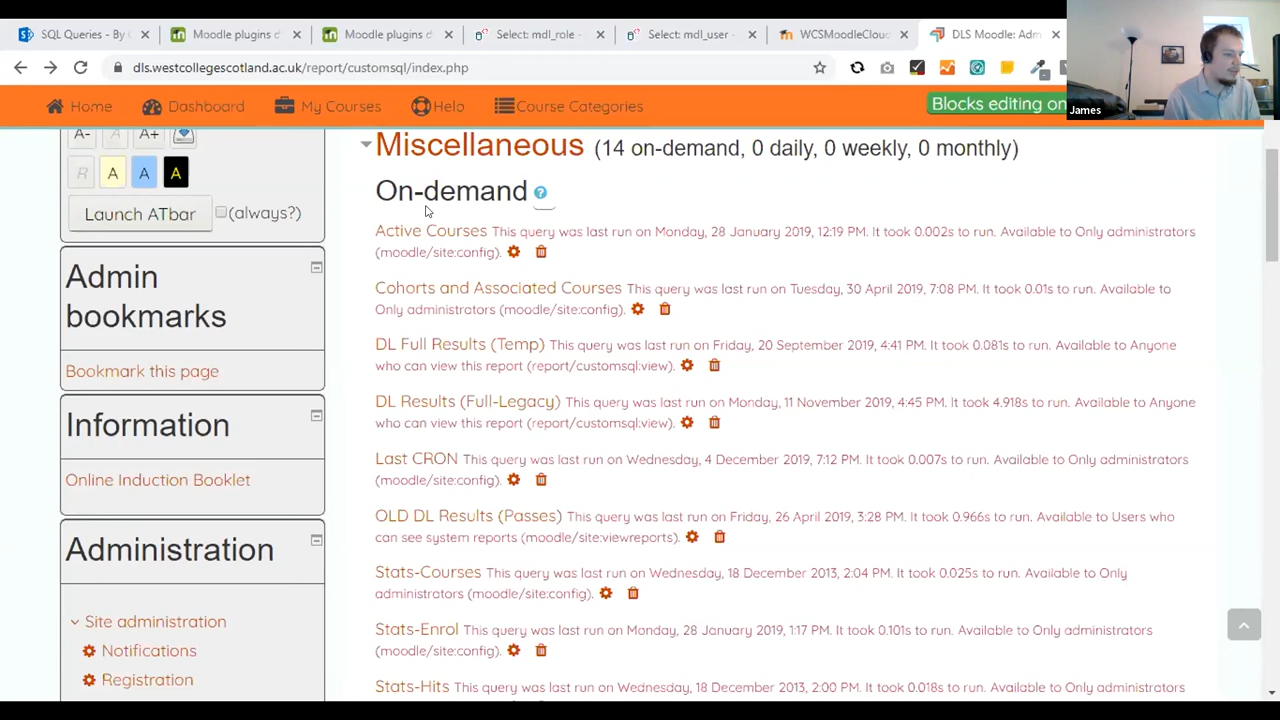 SQL Queries - By C
Moodle plugins d
Moodle plugins d
Select: mdl_role -
Select: mdl_user -
WCSMoodleCloud
DLS Moodle: Adm
dls.westcollegescotland.ac.uk/report/customsql/index.php
James
Home
Dashboard
My Courses
Help
Course Categories
Blocks editing on
A- A A+
R A A A
Launch ATbar (always?)
Admin
bookmarks
Bookmark this page
Information
Online Induction Booklet
Administration
Site administration
Notifications
Registration
Miscellaneous (14 on-demand, 0 daily, 0 weekly, 0 monthly)
On-demand ?
Active Courses This query was last run on Monday, 28 January 2019, 12:19 PM. It took 0.002s to run. Available to Only administrators
(moodle/site:config).
Cohorts and Associated Courses This query was last run on Tuesday, 30 April 2019, 7:08 PM. It took 0.01s to run. Available to
Only administrators (moodle/site:config).
DL Full Results (Temp) This query was last run on Friday, 20 September 2019, 4:41 PM. It took 0.081s to run. Available to Anyone
who can view this report (report/customsql:view).
DL Results (Full-Legacy) This query was last run on Monday, 11 November 2019, 4:45 PM. It took 4.918s to run. Available to Anyone
who can view this report (report/customsql:view).
Last CRON This query was last run on Wednesday, 4 December 2019, 7:12 PM. It took 0.007s to run. Available to Only administrators
(moodle/site:config).
OLD DL Results (Passes) This query was last run on Friday, 26 April 2019, 3:28 PM. It took 0.966s to run. Available to Users who
can see system reports (moodle/site:viewreports).
Stats-Courses This query was last run on Wednesday, 18 December 2013, 2:04 PM. It took 0.025s to run. Available to Only
administrators (moodle/site:config).
Stats-Enrol This query was last run on Monday, 28 January 2019, 1:17 PM. It took 0.101s to run. Available to Only administrators
(moodle/site:config).
Stats-Hits This query was last run on Wednesday, 18 December 2013, 2:00 PM. It took 0.018s to run. Available to Only administrators